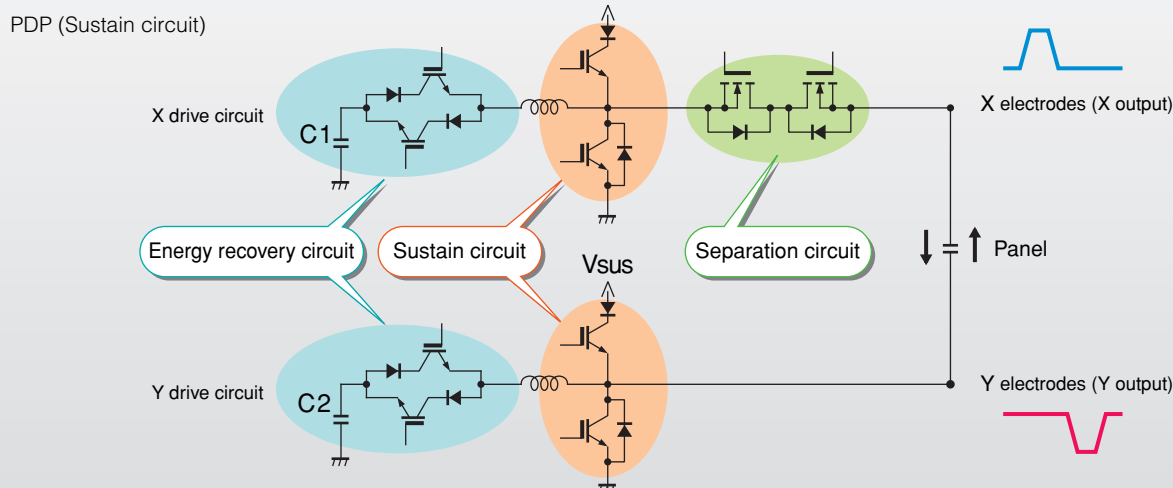 PDP (Sustain circuit)
X drive circuit
C1
X electrodes (X output)
Energy recovery circuit
Sustain circuit
Separation circuit
Panel
Vsus
Y drive circuit
C2
Y electrodes (Y output)